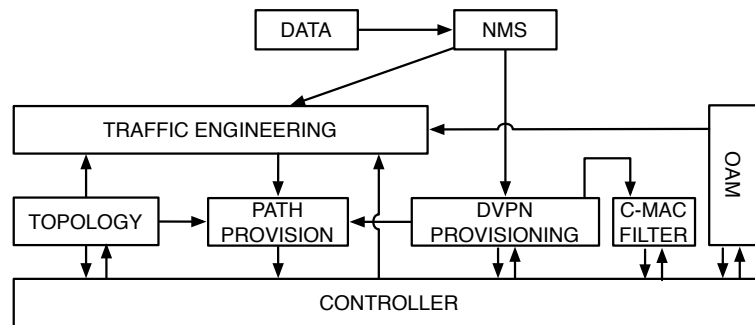 DATA
NMS
TRAFFIC ENGINEERING
OAM
TOPOLOGY
PATH
PROVISION
DVPN
PROVISIONING
C-MAC
FILTER
CONTROLLER